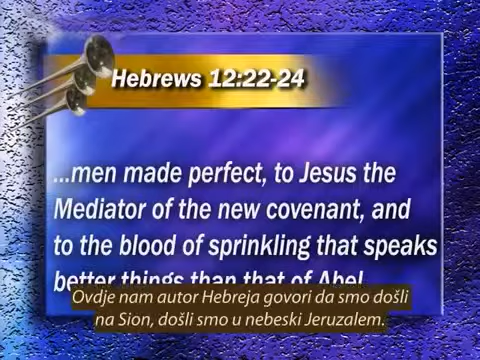 Hebrews 12:22-24
...men made perfect, to Jesus the
Mediator of the new covenant, and
to the blood of sprinkling that speaks
better things than that of Abel.
Ovdje nam autor Hebreja govori da smo došli
na Sion, došli smo u nebeski Jeruzalem.